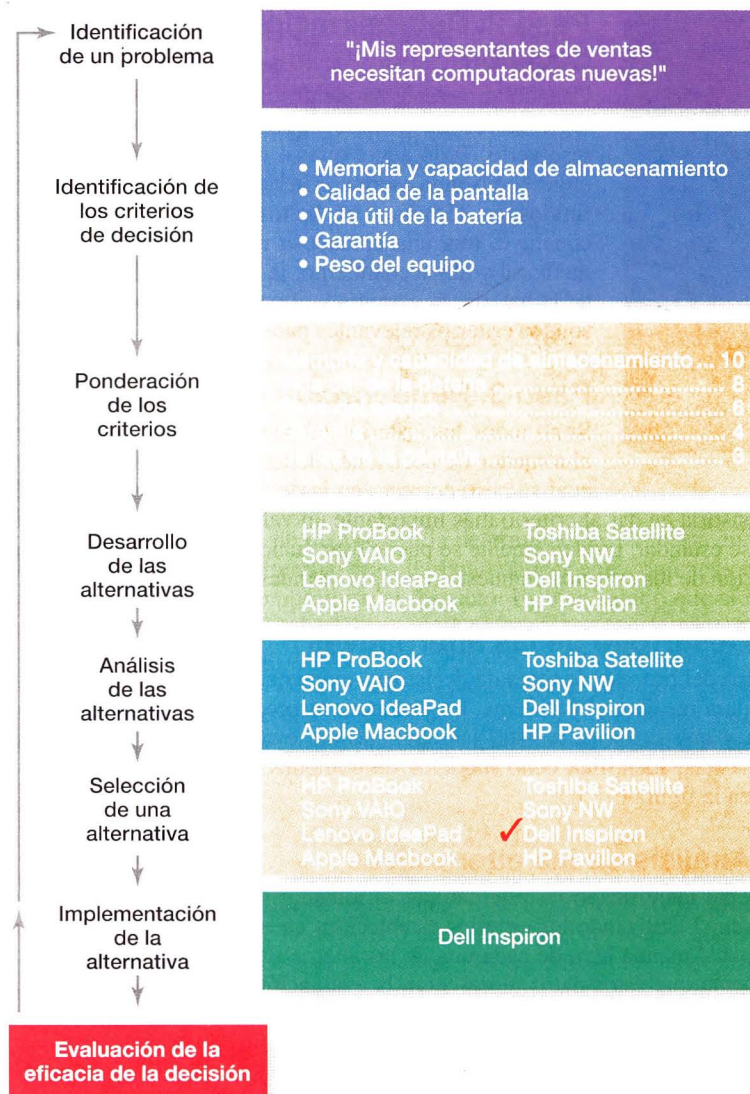 Identificación
de un problema
"¡Mis representantes de ventas
necesitan computadoras nuevas!"
Identificación de
los criterios
de decisión
• Memoria y capacidad de almacenamiento
• Calidad de la pantalla
• Vida útil de la batería
• Garantía
• Peso del equipo
Ponderación
de los
criterios
y capacidad de almacenamiento ... 10
batería ... 8
... 6
... 4
... 3
Desarrollo
de las
alternativas
HP ProBook Toshiba Satellite
Sony VAIO Sony NW
Lenovo IdeaPad Dell Inspiron
Apple Macbook HP Pavilion
Análisis
de las
alternativas
HP ProBook Toshiba Satellite
Sony VAIO Sony NW
Lenovo IdeaPad Dell Inspiron
Apple Macbook HP Pavilion
Selección
de una
alternativa
HP ProBook Toshiba Satellite
Sony VAIO Sony NW
Lenovo IdeaPad ✓ Dell Inspiron
Apple Macbook HP Pavilion
Implementación
de la
alternativa
Dell Inspiron
Evaluación de la
eficacia de la decisión